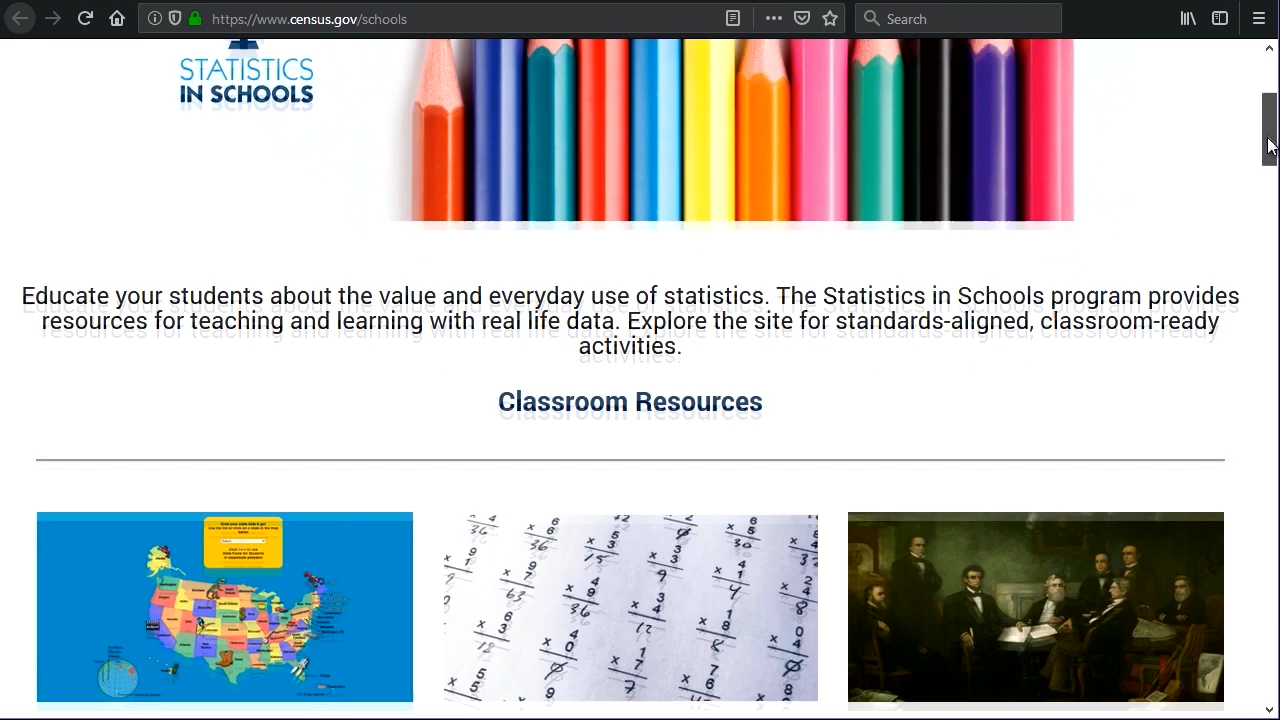 https://www.census.gov/schools
Search
STATISTICS
IN SCHOOLS
Educate your students about the value and everyday use of statistics. The Statistics in Schools program provides
resources for teaching and learning with real life data. Explore the site for standards-aligned, classroom-ready
activities.
Classroom Resources